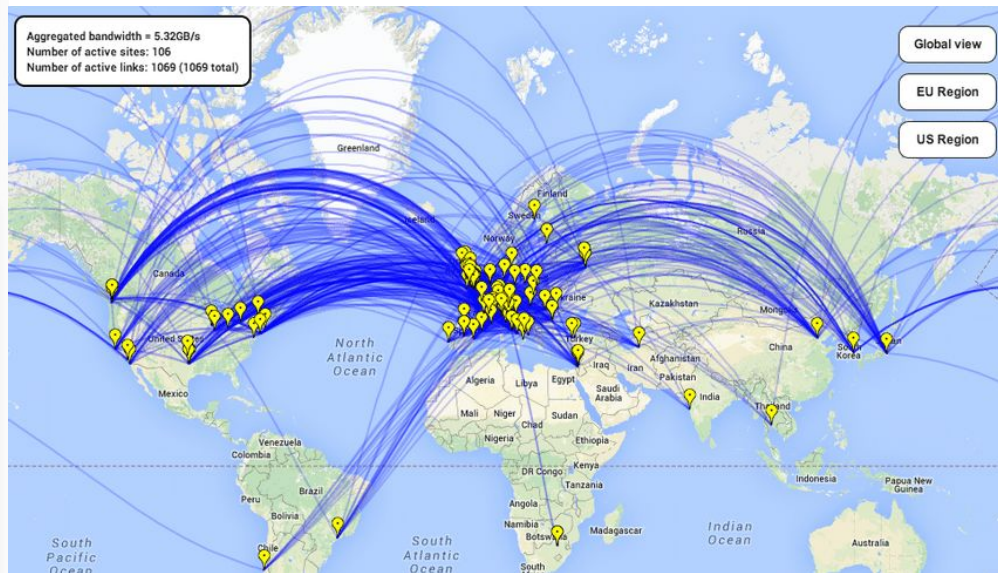 Aggregated bandwidth = 5.32GB/s
Number of active sites: 106
Number of active links: 1069 (1069 total)
Global view
EU Region
US Region
Greenland
Iceland
Finland
Sweden
Norway
Russia
Canada
Ukraine
Kazakhstan
Mongolia
United States
North
Atlantic
Ocean
Turkey
China
South
Korea
Iraq
Iran
Afghanistan
Pakistan
Mexico
Algeria
Libya
Egypt
Saudi
Arabia
India
Thailand
Mali
Niger
Sudan
Chad
Venezuela
Nigeria
Ethiopia
Colombia
DR Congo
Kenya
Tanzania
Indonesia
Papua New
Guinea
Peru
Brazil
Angola
Bolivia
Namibia
Madagascar
Botswana
Chile
Indian
Ocean
Australia
South
Pacific
Ocean
South
Atlantic
Ocean
South